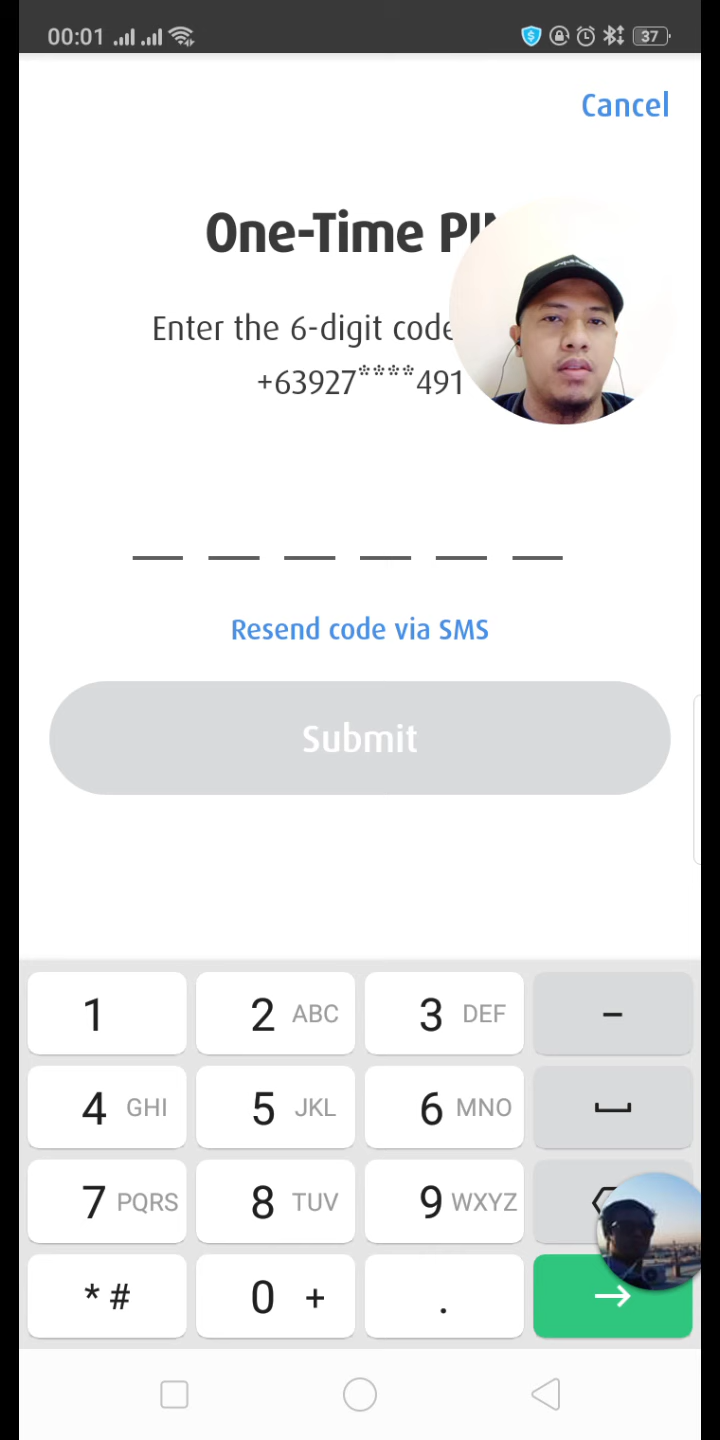 00:01
37
Cancel
One-Time PIN
Enter the 6-digit code
+63927****491
Resend code via SMS
Submit
1
2 ABC
3 DEF
-
4 GHI
5 JKL
6 MNO
7 PQRS
8 TUV
9 WXYZ
* #
0 +
.